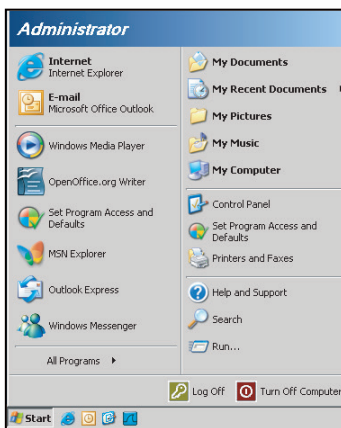 Administrator
Internet
Internet Explorer
E-mail
Microsoft Office Outlook
Windows Media Player
OpenOffice.org Writer
Set Program Access and
Defaults
MSN Explorer
Outlook Express
Windows Messenger
All Programs
My Documents
My Recent Documents
My Pictures
My Music
My Computer
Control Panel
Set Program Access and
Defaults
Printers and Faxes
Help and Support
Search
Run...
Log Off
Turn Off Computer
Start